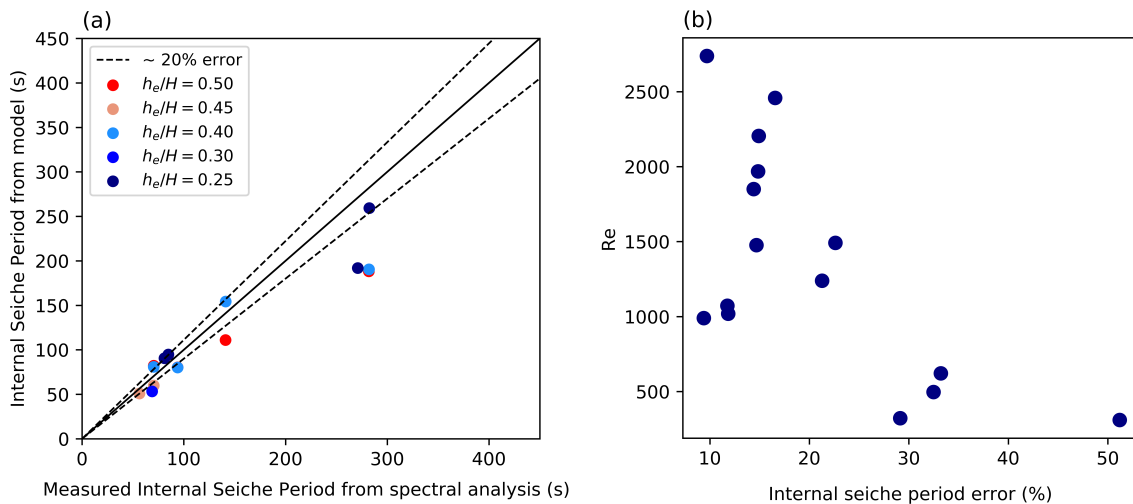 (a)
450
400
350
300
250
200
150
100
50
0
Internal Seiche Period from model (s)
~ 20% error
h_e/H = 0.50
h_e/H = 0.45
h_e/H = 0.40
h_e/H = 0.30
h_e/H = 0.25
0 100 200 300 400
Measured Internal Seiche Period from spectral analysis (s)
(b)
2500
2000
1500
1000
500
Re
10 20 30 40 50
Internal seiche period error (%)